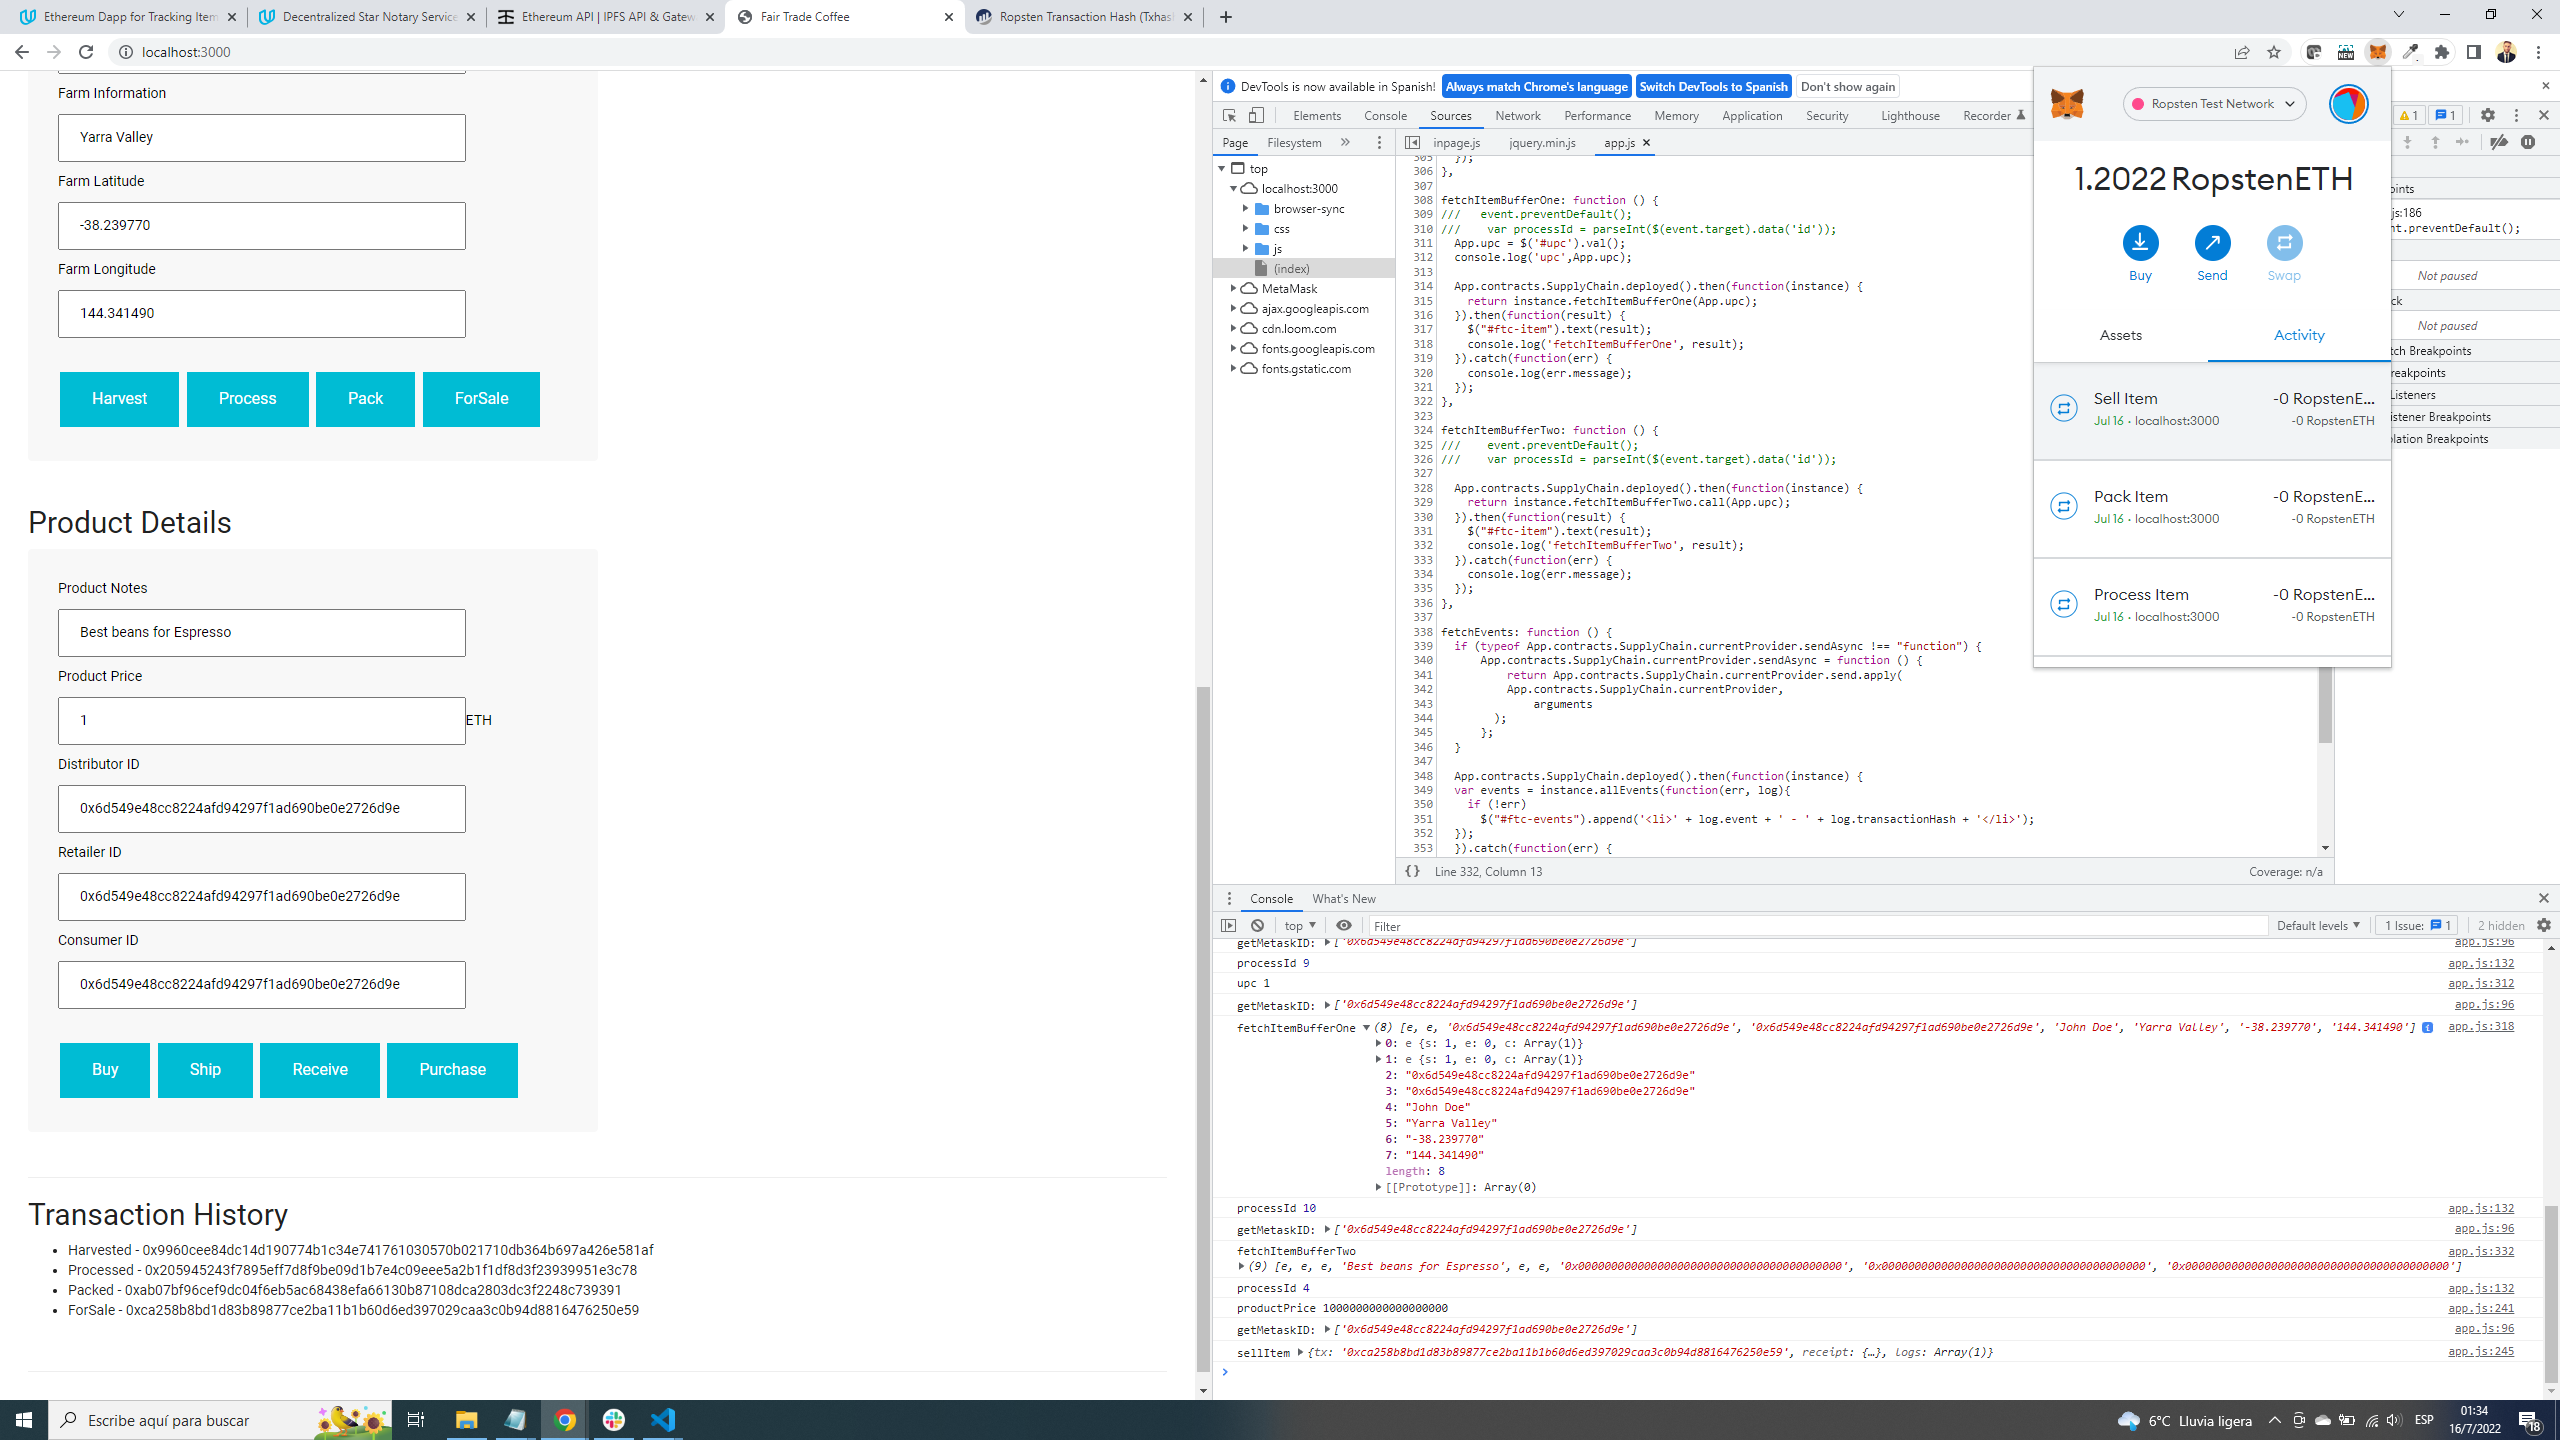 Ethereum Dapp for Tracking Item
Decentralized Star Notary Service
Ethereum API | IPFS API & Gatew
Fair Trade Coffee
Ropsten Transaction Hash (Txhas
localhost:3000
Farm Information
Yarra Valley
Farm Latitude
-38.239770
Farm Longitude
144.341490
Harvest
Process
Pack
ForSale
Product Details
Product Notes
Best beans for Espresso
Product Price
1
ETH
Distributor ID
0x6d549e48cc8224afd94297f1ad690be0e2726d9e
Retailer ID
0x6d549e48cc8224afd94297f1ad690be0e2726d9e
Consumer ID
0x6d549e48cc8224afd94297f1ad690be0e2726d9e
Buy
Ship
Receive
Purchase
Transaction History
Harvested - 0x9960cee84dc14d190774b1c34e741761030570b021710db364b697a426e581af
Processed - 0x205945243f7895eff7d8f9be09d1b7e4c09eee5a2b1f1df8d3f23939951e3c78
Packed - 0xab07bf96cef9dc04f6eb5ac68438efa66130b87108dca2803dc3f2248c739391
ForSale - 0xca258b8bd1d83b89877ce2ba11b1b60d6ed397029caa3c0b94d8816476250e59
DevTools is now available in Spanish!
Always match Chrome's language
Switch DevTools to Spanish
Don't show again
Elements
Console
Sources
Network
Performance
Memory
Application
Security
Lighthouse
Recorder
1
1
Page
Filesystem
inpage.js
jquery.min.js
app.js
top
localhost:3000
browser-sync
css
js
(index)
MetaMask
ajax.googleapis.com
cdn.loom.com
fonts.googleapis.com
fonts.gstatic.com
305 });
306 },
307
308 fetchItemBufferOne: function () {
309 /// event.preventDefault();
310 /// var processId = parseInt($(event.target).data('id'));
311 App.upc = $('#upc').val();
312 console.log('upc',App.upc);
313
314 App.contracts.SupplyChain.deployed().then(function(instance) {
315 return instance.fetchItemBufferOne(App.upc);
316 }).then(function(result) {
317 $("#ftc-item").text(result);
318 console.log('fetchItemBufferOne', result);
319 }).catch(function(err) {
320 console.log(err.message);
321 });
322 },
323
324 fetchItemBufferTwo: function () {
325 /// event.preventDefault();
326 /// var processId = parseInt($(event.target).data('id'));
327
328 App.contracts.SupplyChain.deployed().then(function(instance) {
329 return instance.fetchItemBufferTwo.call(App.upc);
330 }).then(function(result) {
331 $("#ftc-item").text(result);
332 console.log('fetchItemBufferTwo', result);
333 }).catch(function(err) {
334 console.log(err.message);
335 });
336 },
337
338 fetchEvents: function () {
339 if (typeof App.contracts.SupplyChain.currentProvider.sendAsync !== "function") {
340 App.contracts.SupplyChain.currentProvider.sendAsync = function () {
341 return App.contracts.SupplyChain.currentProvider.send.apply(
342 App.contracts.SupplyChain.currentProvider,
343 arguments
344 );
345 };
346 }
347
348 App.contracts.SupplyChain.deployed().then(function(instance) {
349 var events = instance.allEvents(function(err, log){
350 if (!err)
351 $("#ftc-events").append('<li>' + log.event + ' - ' + log.transactionHash + '</li>');
352 });
353 }).catch(function(err) {
Line 332, Column 13
Coverage: n/a
Ropsten Test Network
1.2022 RopstenETH
Buy
Send
Swap
Assets
Activity
Sell Item
-0 RopstenE...
Jul 16 · localhost:3000
-0 RopstenETH
Pack Item
-0 RopstenE...
Jul 16 · localhost:3000
-0 RopstenETH
Process Item
-0 RopstenE...
Jul 16 · localhost:3000
-0 RopstenETH
points
js:186
nt.preventDefault();
Not paused
ck
Not paused
tch Breakpoints
reakpoints
Listeners
istener Breakpoints
lation Breakpoints
Console
What's New
top
Filter
Default levels
1 Issue:
1
2 hidden
getMetaskID: ['0x6d549e48cc8224afd94297f1ad690be0e2726d9e'] app.js:96
processId 9 app.js:132
upc 1 app.js:312
getMetaskID: ['0x6d549e48cc8224afd94297f1ad690be0e2726d9e'] app.js:96
fetchItemBufferOne (8) [e, e, '0x6d549e48cc8224afd94297f1ad690be0e2726d9e', '0x6d549e48cc8224afd94297f1ad690be0e2726d9e', 'John Doe', 'Yarra Valley', '-38.239770', '144.341490'] app.js:318
0: e {s: 1, e: 0, c: Array(1)}
1: e {s: 1, e: 0, c: Array(1)}
2: "0x6d549e48cc8224afd94297f1ad690be0e2726d9e"
3: "0x6d549e48cc8224afd94297f1ad690be0e2726d9e"
4: "John Doe"
5: "Yarra Valley"
6: "-38.239770"
7: "144.341490"
length: 8
[[Prototype]]: Array(0)
processId 10 app.js:132
getMetaskID: ['0x6d549e48cc8224afd94297f1ad690be0e2726d9e'] app.js:96
fetchItemBufferTwo app.js:332
(9) [e, e, e, 'Best beans for Espresso', e, e, '0x0000000000000000000000000000000000000000', '0x0000000000000000000000000000000000000000', '0x0000000000000000000000000000000000000000']
processId 4 app.js:132
productPrice 1000000000000000000 app.js:241
getMetaskID: ['0x6d549e48cc8224afd94297f1ad690be0e2726d9e'] app.js:96
sellItem {tx: '0xca258b8bd1d83b89877ce2ba11b1b60d6ed397029caa3c0b94d8816476250e59', receipt: {…}, logs: Array(1)} app.js:245
Escribe aquí para buscar
6°C Lluvia ligera
ESP
01:34
16/7/2022
18